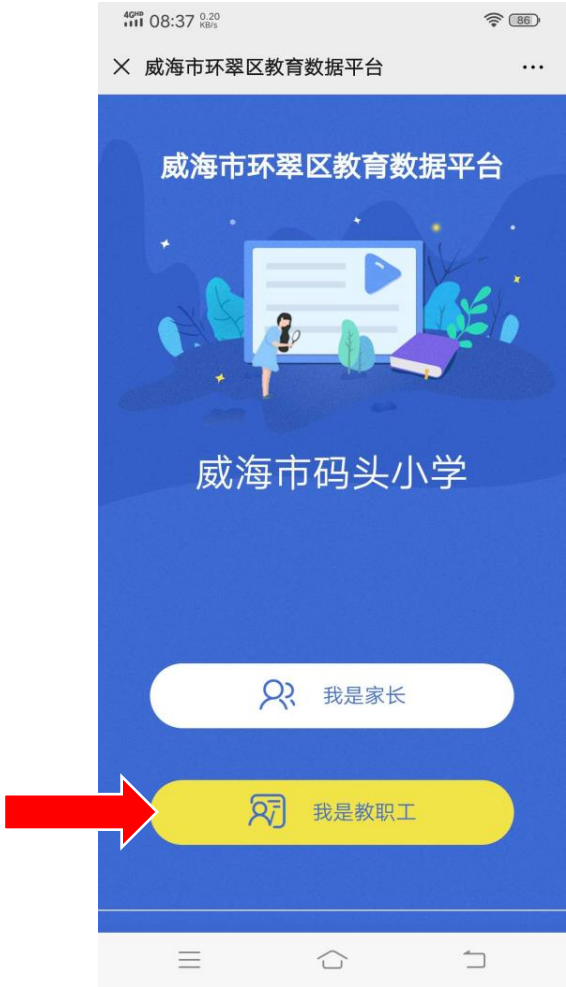 4GHD 08:37 0.20 KB/s 86
威海市环翠区教育数据平台
威海市环翠区教育数据平台
威海市码头小学
我是家长
我是教职工